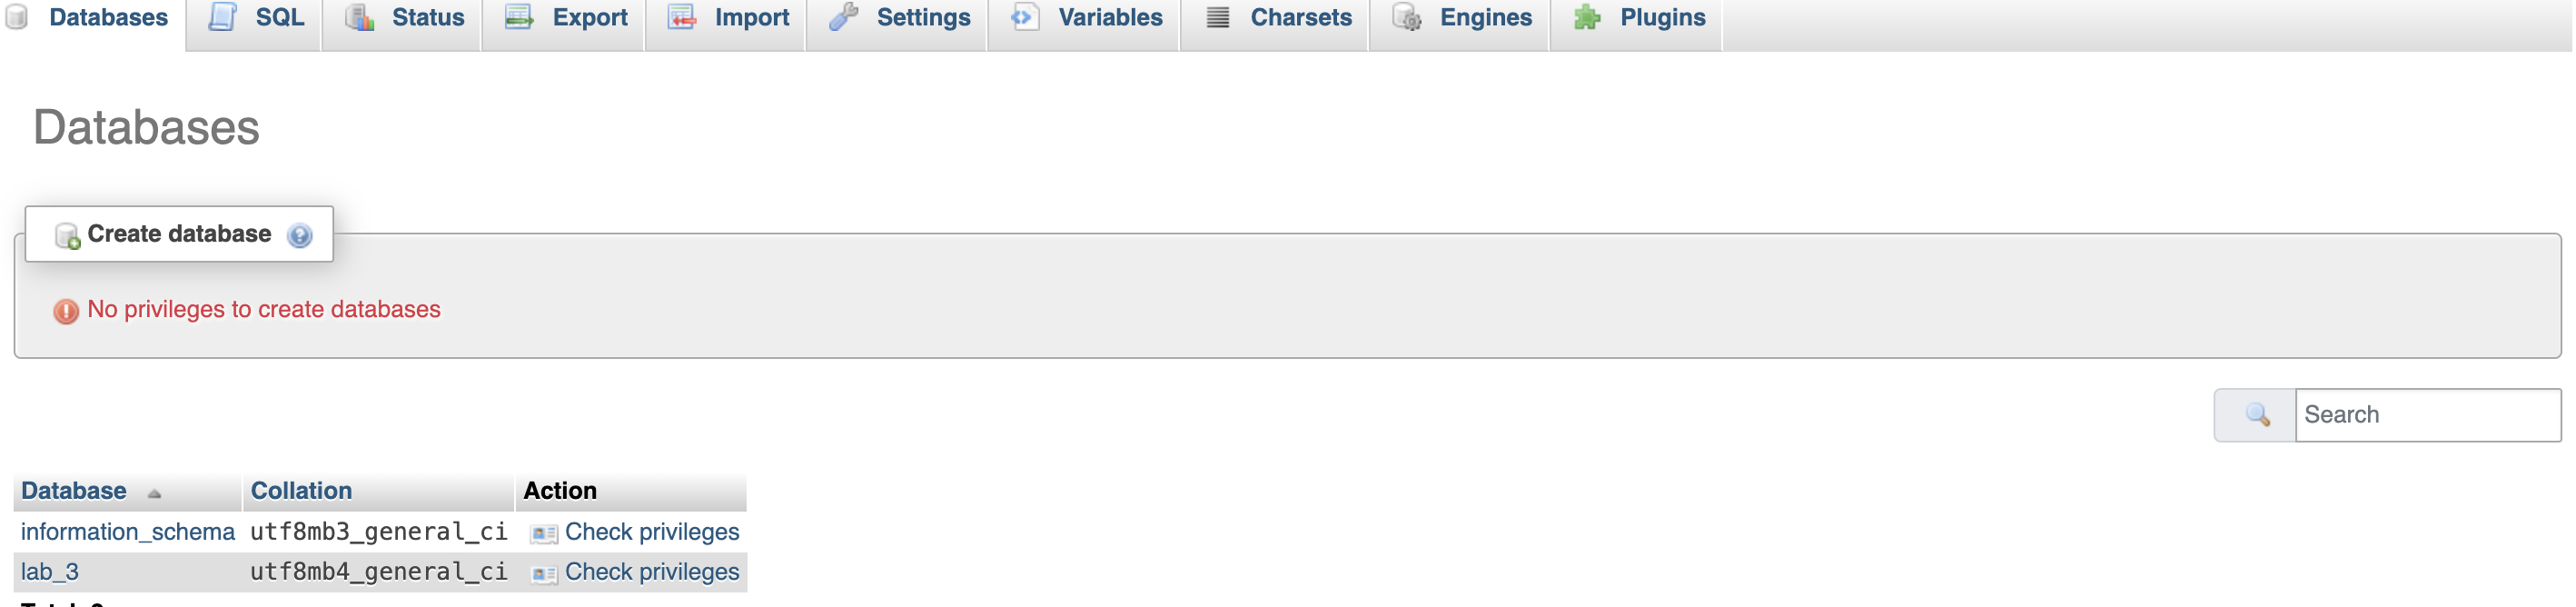 Databases SQL Status Export Import Settings Variables Charsets Engines Plugins
Databases
Create database
No privileges to create databases
Search
Database Collation Action
information_schema utf8mb3_general_ci Check privileges
lab_3 utf8mb4_general_ci Check privileges